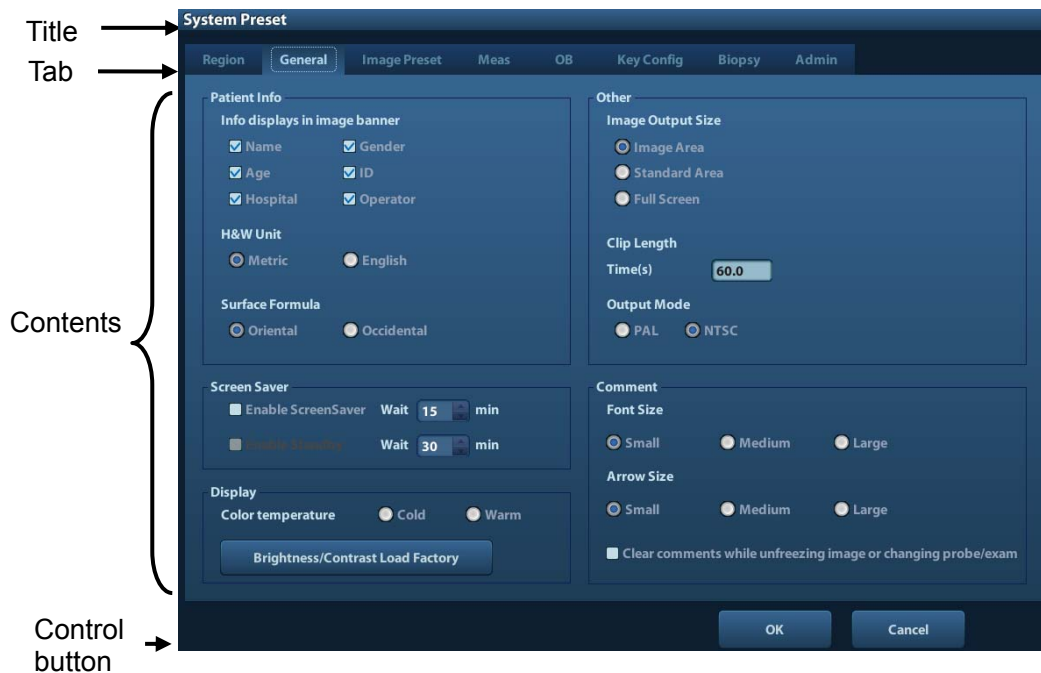 Title
System Preset
Tab
Region General Image Preset Meas OB Key Config Biopsy Admin
Contents
Patient Info
Info displays in image banner
Name Gender
Age ID
Hospital Operator
H&W Unit
Metric English
Surface Formula
Oriental Occidental
Screen Saver
Enable ScreenSaver Wait 15 min
Wait 30 min
Display
Color temperature Cold Warm
Brightness/Contrast Load Factory
Other
Image Output Size
Image Area
Standard Area
Full Screen
Clip Length
Time(s) 60.0
Output Mode
PAL NTSC
Comment
Font Size
Small Medium Large
Arrow Size
Small Medium Large
Clear comments while unfreezing image or changing probe/exam
Control
button
OK Cancel